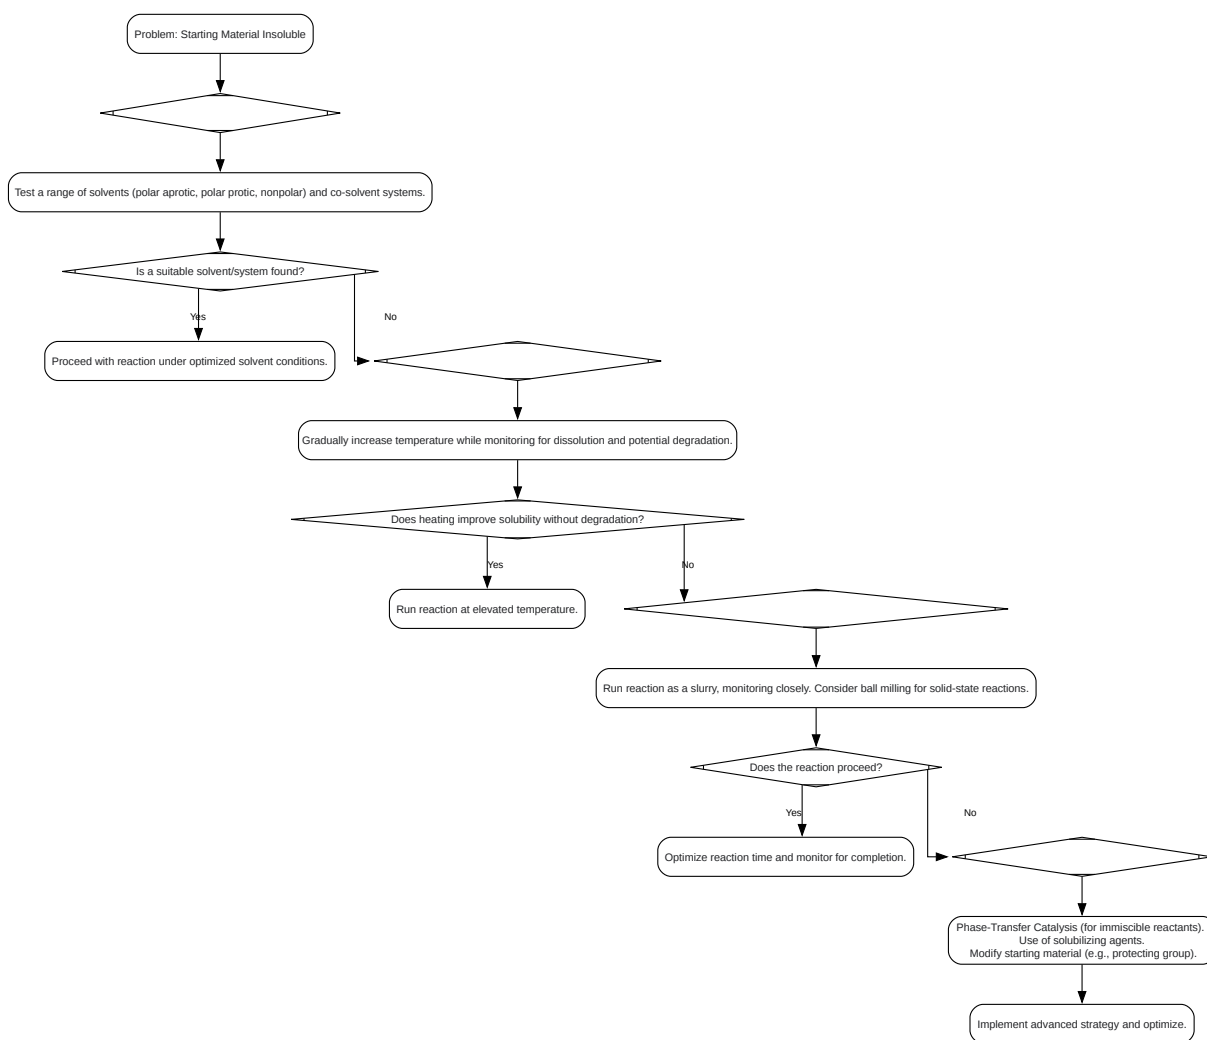 Problem: Starting Material Insoluble
Test a range of solvents (polar aprotic, polar protic, nonpolar) and co-solvent systems.
Is a suitable solvent/system found?
Yes
No
Proceed with reaction under optimized solvent conditions.
Gradually increase temperature while monitoring for dissolution and potential degradation.
Does heating improve solubility without degradation?
Yes
No
Run reaction at elevated temperature.
Run reaction as a slurry, monitoring closely. Consider ball milling for solid-state reactions.
Does the reaction proceed?
Yes
No
Optimize reaction time and monitor for completion.
Phase-Transfer Catalysis (for immiscible reactants).
Use of solubilizing agents.
Modify starting material (e.g., protecting group).
Implement advanced strategy and optimize.